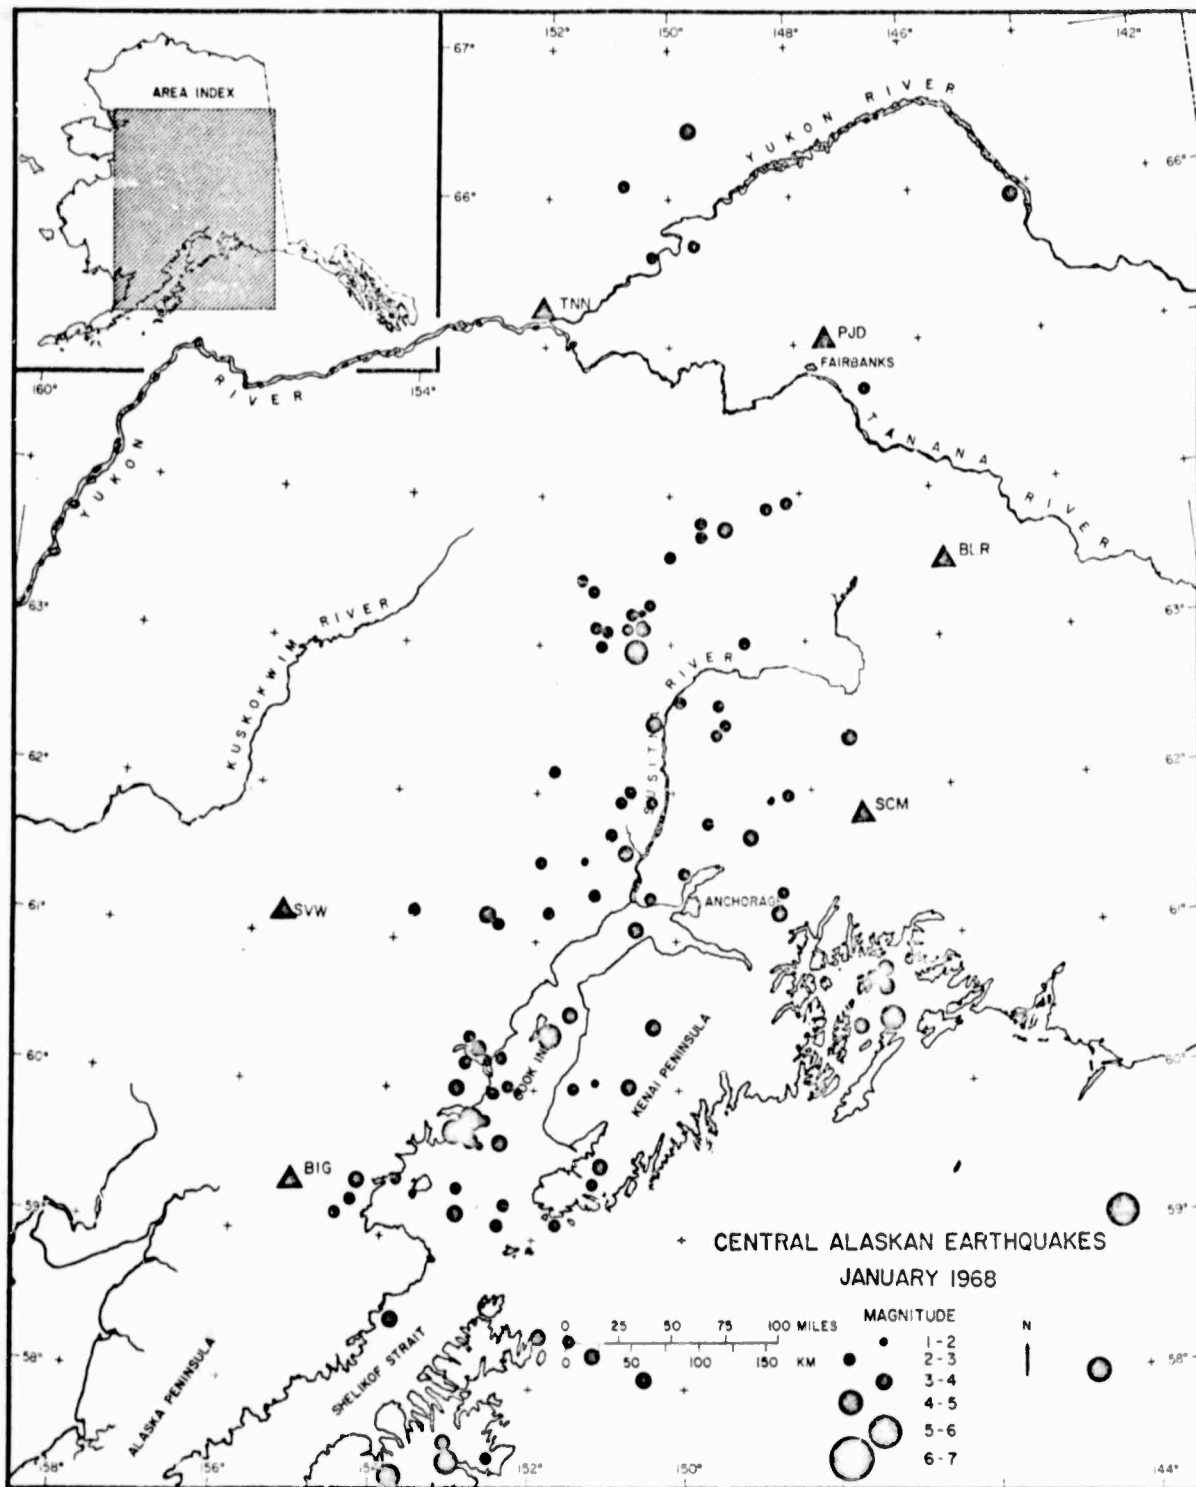 152°
150°
148°
146°
142°
67°
AREA INDEX
YUKON RIVER
66°
66°
TNN
PJD
FAIRBANKS
160°
154°
RIVER
YUKON
TANANA
RIVER
BLR
63°
63°
KUSKOKWIM RIVER
RIVER
62°
62°
SCM
61°
SVW
ANCHORAGE
61°
60°
60°
KENAI PENINSULA
BIG
59°
59°
CENTRAL ALASKAN EARTHQUAKES
JANUARY 1968
MAGNITUDE
0 25 50 75 100 MILES
0 50 100 150 KM
N
1-2
2-3
3-4
4-5
5-6
6-7
58°
58°
ALASKA PENINSULA
SHELIKOF STRAIT
158°
156°
152°
150°
144°